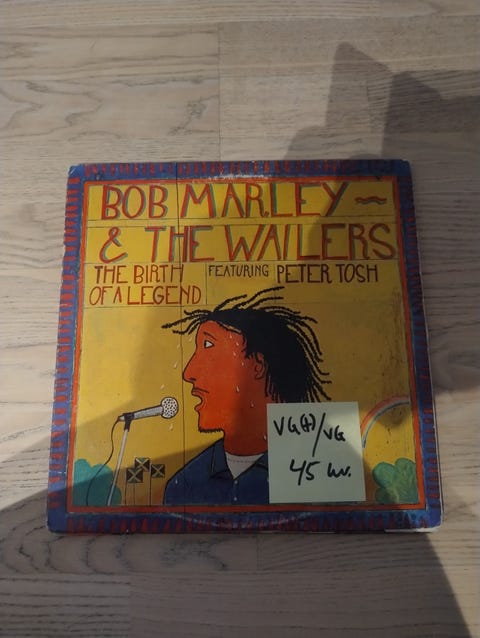 BOB MARLEY ~
& THE WAILERS
THE BIRTH FEATURING PETER TOSH
OF A LEGEND
VG(+)/VG
45 kr.